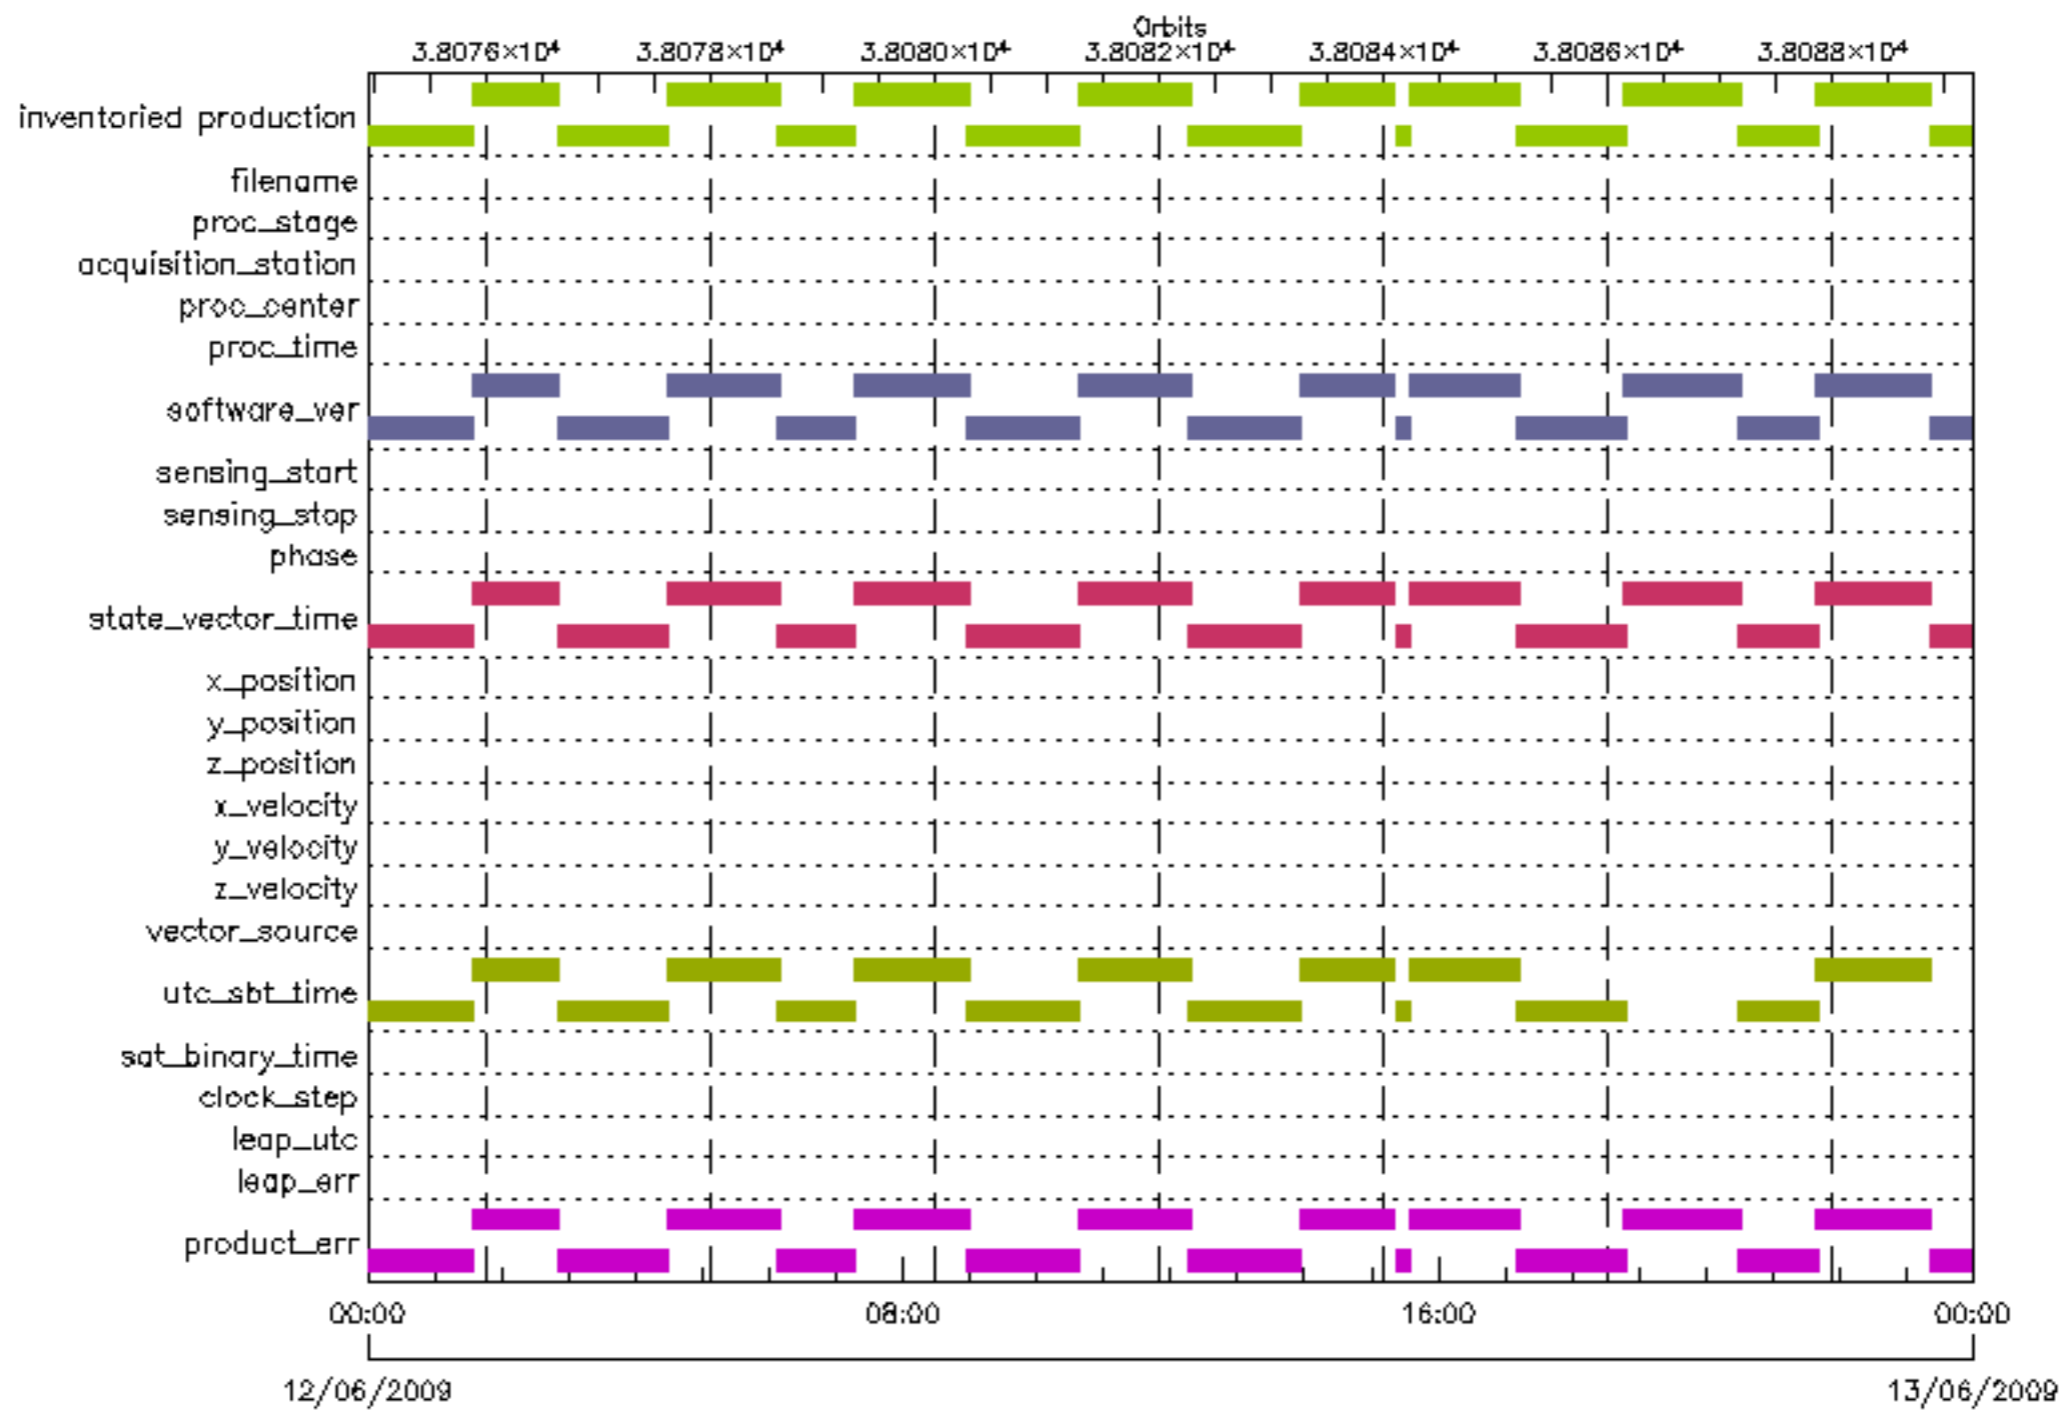 Orbits
3.8076×10⁴ 3.8078×10⁴ 3.8080×10⁴ 3.8082×10⁴ 3.8084×10⁴ 3.8086×10⁴ 3.8088×10⁴
inventoried production
filename
proc_stage
acquisition_station
proc_center
proc_time
software_ver
sensing_start
sensing_stop
phase
state_vector_time
x_position
y_position
z_position
x_velocity
y_velocity
z_velocity
vector_source
utc_sbt_time
sat_binary_time
clock_step
leap_utc
leap_err
product_err
00:00 08:00 16:00 00:00
12/06/2009 13/06/2009